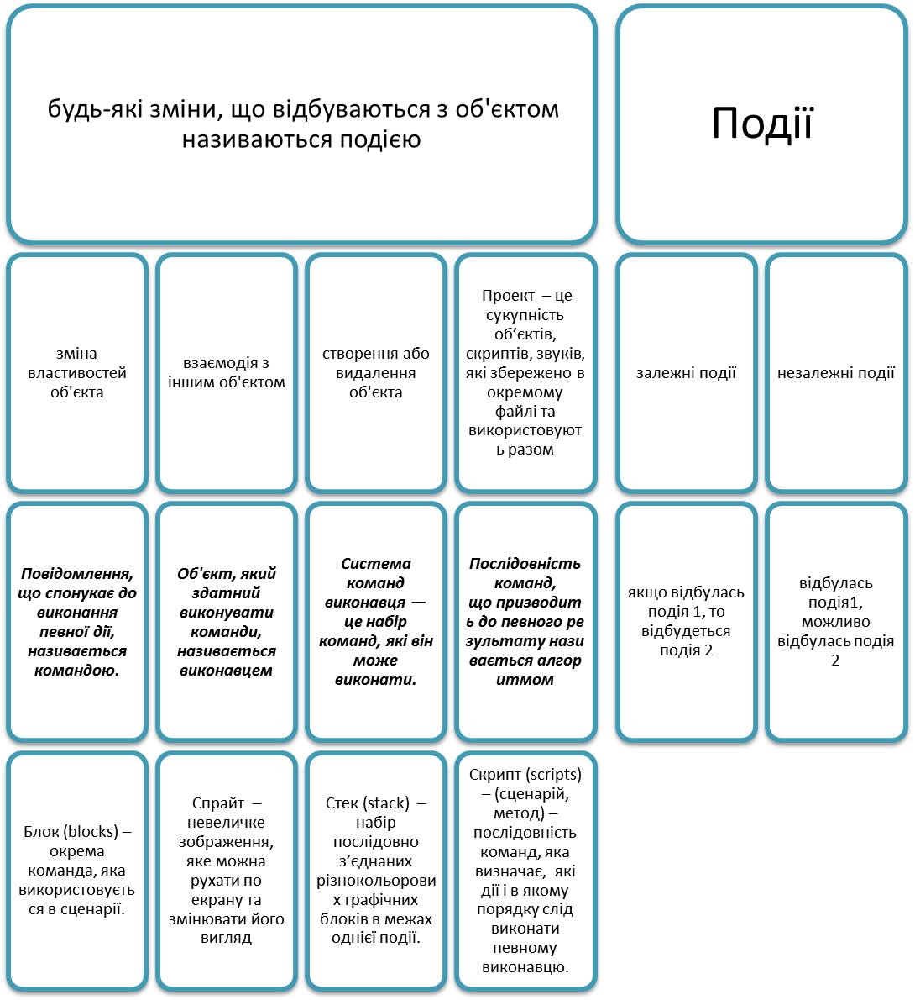 будь-які зміни, що відбуваються з об'єктом
називаються подією
Події
зміна
властивостей
об'єкта
взаємодія з
іншим об'єктом
створення або
видалення
об'єкта
Проект – це
сукупність
об’єктів,
скриптів, звуків,
які збережено в
окремому
файлі та
використовуют
ь разом
залежні події
незалежні події
Повідомлення,
що спонукає до
виконання
певної дії,
називається
командою.
Об'єкт, який
здатний
виконувати
команди,
називається
виконавцем
Система
команд
виконавця —
це набір
команд, які він
може
виконати.
Послідовність
команд,
що призводит
ь до певного ре
зультату нази
вається алгор
итмом
якщо відбулась
подія 1, то
відбудеться
подія 2
відбулась
подія1,
можливо
відбулась подія
2
Блок (blocks) –
окрема
команда, яка
використовуєть
ся в сценарії.
Спрайт –
невеличке
зображення,
яке можна
рухати по
екрану та
змінювати його
вигляд
Стек (stack) –
набір
послідовно
з’єднаних
різнокольорови
х графічних
блоків в межах
однієї події.
Скрипт (scripts)
– (сценарій,
метод) –
послідовність
команд, яка
визначає, які
дії і в якому
порядку слід
виконати
певному
виконавцю.